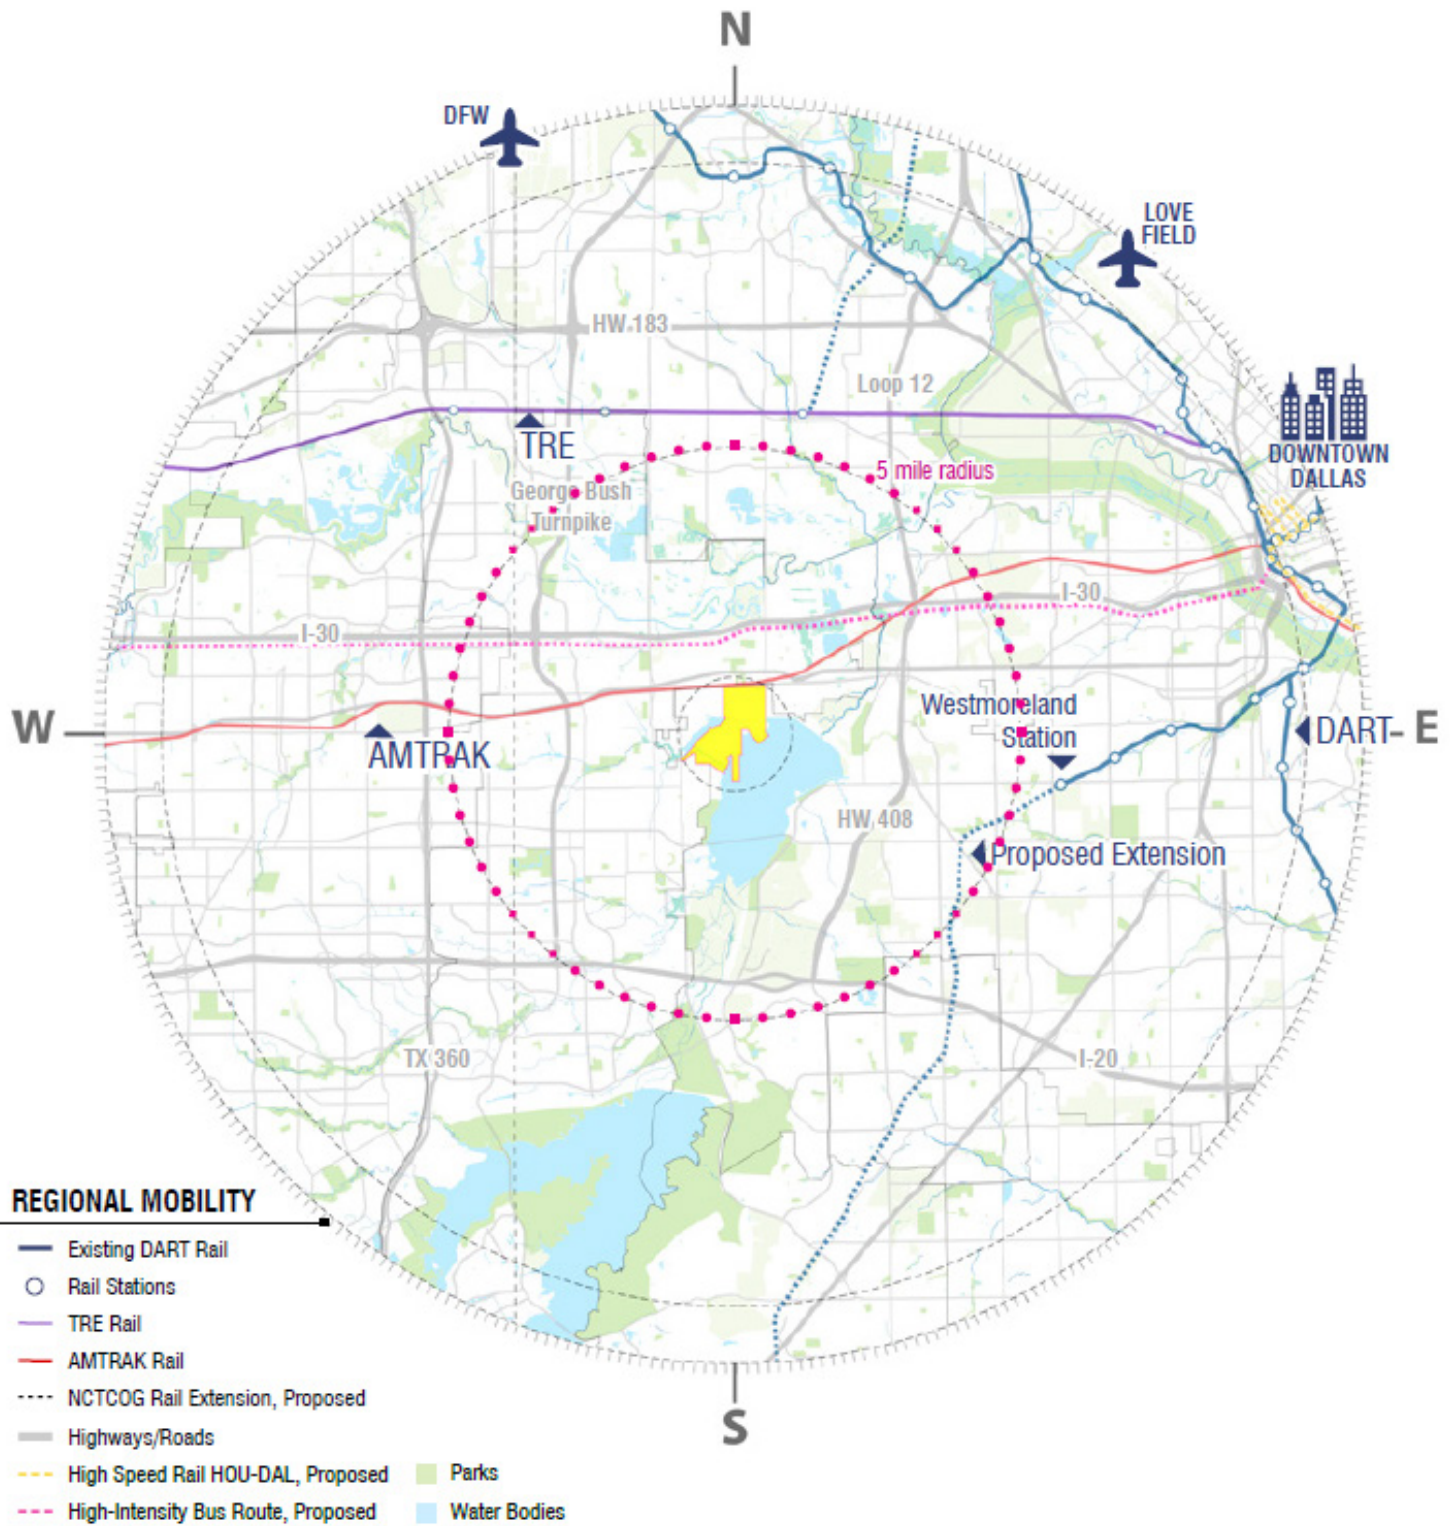 N
DFW
LOVE
FIELD
HW 183
Loop 12
TRE
DOWNTOWN
DALLAS
5 mile radius
George Bush
Turnpike
I-30
I-30
Westmoreland
Station
W
AMTRAK
DART
E
HW 408
Proposed Extension
TX 360
I-20
S
REGIONAL MOBILITY
Existing DART Rail
Rail Stations
TRE Rail
AMTRAK Rail
NCTCOG Rail Extension, Proposed
Highways/Roads
High Speed Rail HOU-DAL, Proposed
High-Intensity Bus Route, Proposed
Parks
Water Bodies